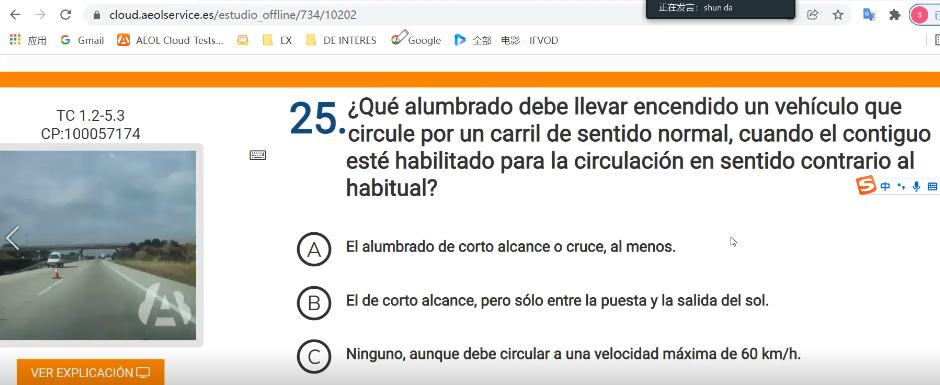 正在发言: shun da
cloud.aeolservice.es/estudio_offline/734/10202
应用 Gmail AEOL Cloud-Tests... EX DE INTERES Google 全部 - 电影 - IFVOD
TC 1.2-5.3
CP:100057174
25. ¿Qué alumbrado debe llevar encendido un vehículo que
circule por un carril de sentido normal, cuando el contiguo
esté habilitado para la circulación en sentido contrario al
habitual?
中
A El alumbrado de corto alcance o cruce, al menos.
B El de corto alcance, pero sólo entre la puesta y la salida del sol.
C Ninguno, aunque debe circular a una velocidad máxima de 60 km/h.
VER EXPLICACIÓN